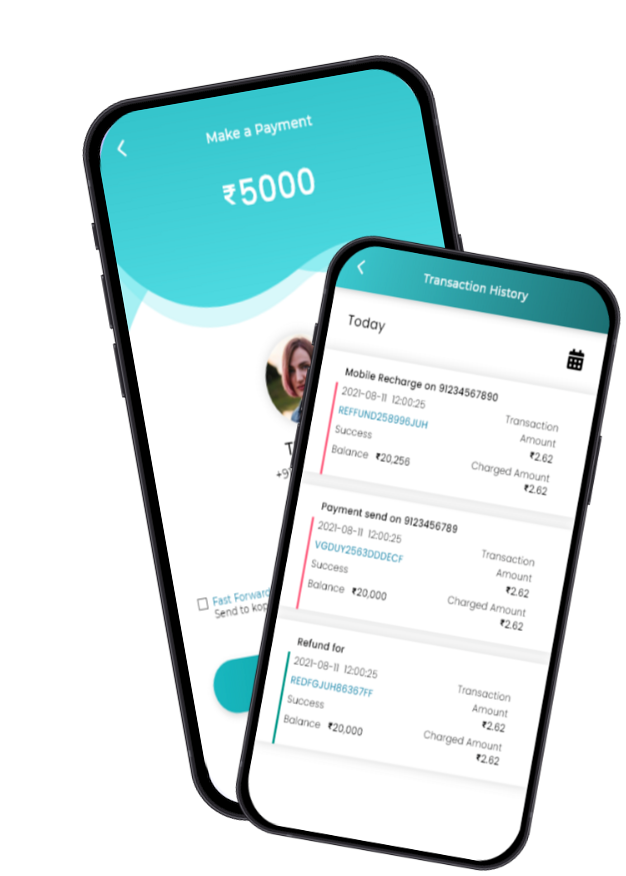 Make a Payment
₹5000
Fast Forward
Send to
Transaction History
Today
Mobile Recharge on 91234567890
2021-08-11 12:00:25
REFFUND258996JUH
Success
Balance ₹20,256
Transaction
Amount
₹2.62
Charged Amount
₹2.62
Payment send on 9123456789
2021-08-11 12:00:25
VGDUY2563DDDECF
Success
Balance ₹20,000
Transaction
Amount
₹2.62
Charged Amount
₹2.62
Refund for
2021-08-11 12:00:25
REDFGJUH86367FF
Success
Balance ₹20,000
Transaction
Amount
₹2.62
Charged Amount
₹2.62